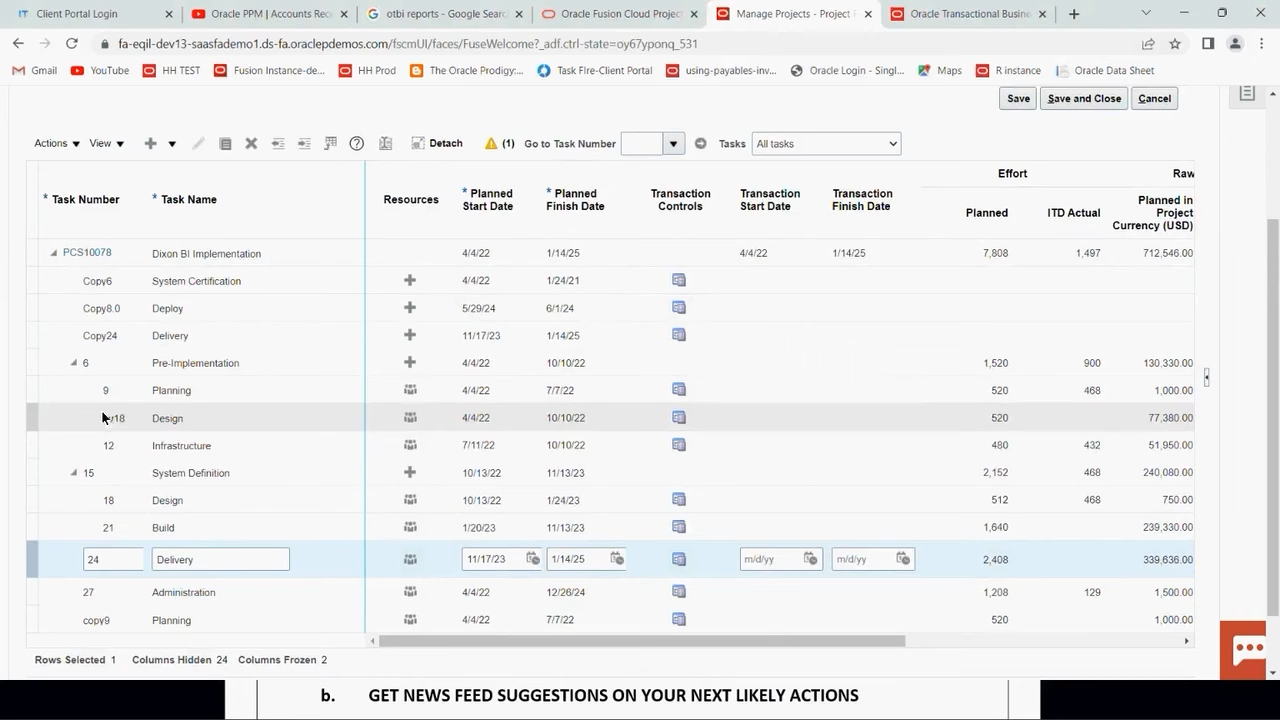 Client Portal Login
Oracle PPM | Accounts Rec
otbi reports - Google Searc
Oracle Fusion Cloud Project
Manage Projects - Project F
Oracle Transactional Busine
fa-eqil-dev13-saasfademo1.ds-fa.oraclepdemos.com/fscmUI/faces/FuseWelcome?_adf.ctrl-state=oy67yponq_531
Gmail YouTube HH TEST Fusion Instance-de... HH Prod The Oracle Prodigy:... Task FIre-Client Portal using-payables-inv... Oracle Login - Singl... Maps R instance Oracle Data Sheet
Save Save and Close Cancel
Actions View Detach (1) Go to Task Number Tasks All tasks
Effort Raw
* Task Number * Task Name Resources * Planned Start Date * Planned Finish Date Transaction Controls Transaction Start Date Transaction Finish Date Planned ITD Actual Planned in Project Currency (USD)
PCS10078 Dixon BI Implementation 4/4/22 1/14/25 4/4/22 1/14/25 7,808 1,497 712,546.00
Copy6 System Certification 4/4/22 1/24/21
Copy8.0 Deploy 5/29/24 6/1/24
Copy24 Delivery 11/17/23 1/14/25
6 Pre-Implementation 4/4/22 10/10/22 1,520 900 130,330.00
9 Planning 4/4/22 7/7/22 520 468 1,000.00
y18 Design 4/4/22 10/10/22 520 77,380.00
12 Infrastructure 7/11/22 10/10/22 480 432 51,950.00
15 System Definition 10/13/22 11/13/23 2,152 468 240,080.00
18 Design 10/13/22 1/24/23 512 468 750.00
21 Build 1/20/23 11/13/23 1,640 239,330.00
24 Delivery 11/17/23 1/14/25 m/d/yy m/d/yy 2,408 339,636.00
27 Administration 4/4/22 12/26/24 1,208 129 1,500.00
copy9 Planning 4/4/22 7/7/22 520 1,000.00
Rows Selected 1 Columns Hidden 24 Columns Frozen 2
b. GET NEWS FEED SUGGESTIONS ON YOUR NEXT LIKELY ACTIONS